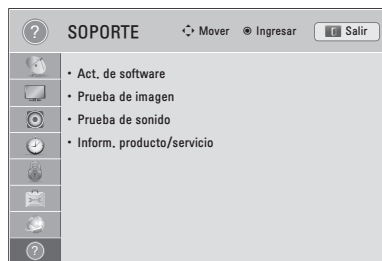 SOPORTE
Mover
Ingresar
Salir
• Act. de software
• Prueba de imagen
• Prueba de sonido
• Inform. producto/servicio